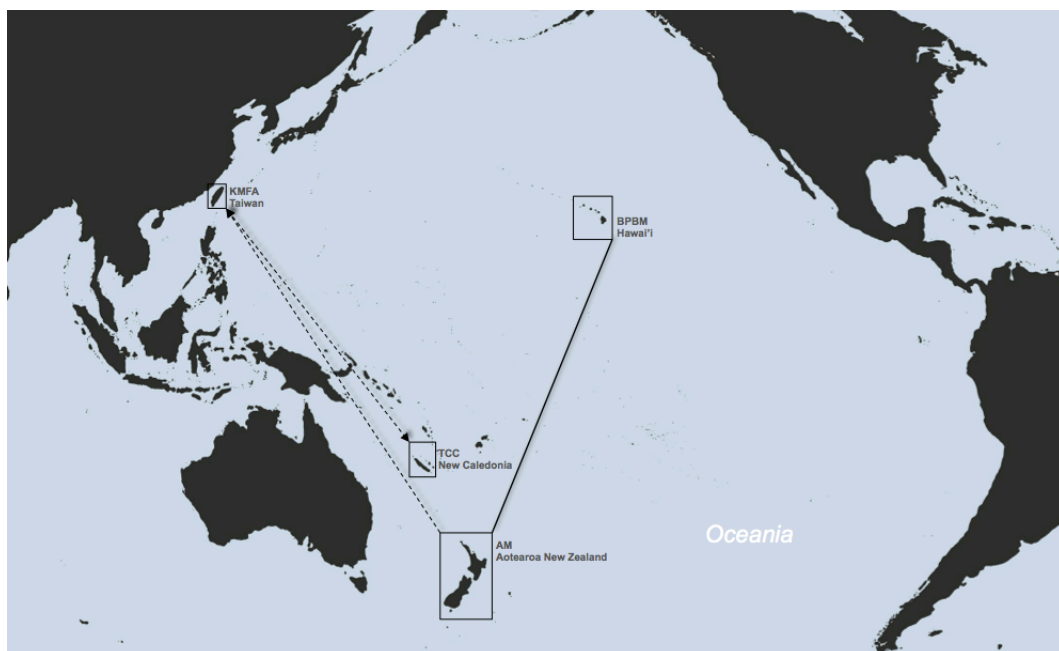 KMFA
Taiwan
BPBM
Hawai'i
TCC
New Caledonia
Oceania
AM
Aotearoa New Zealand